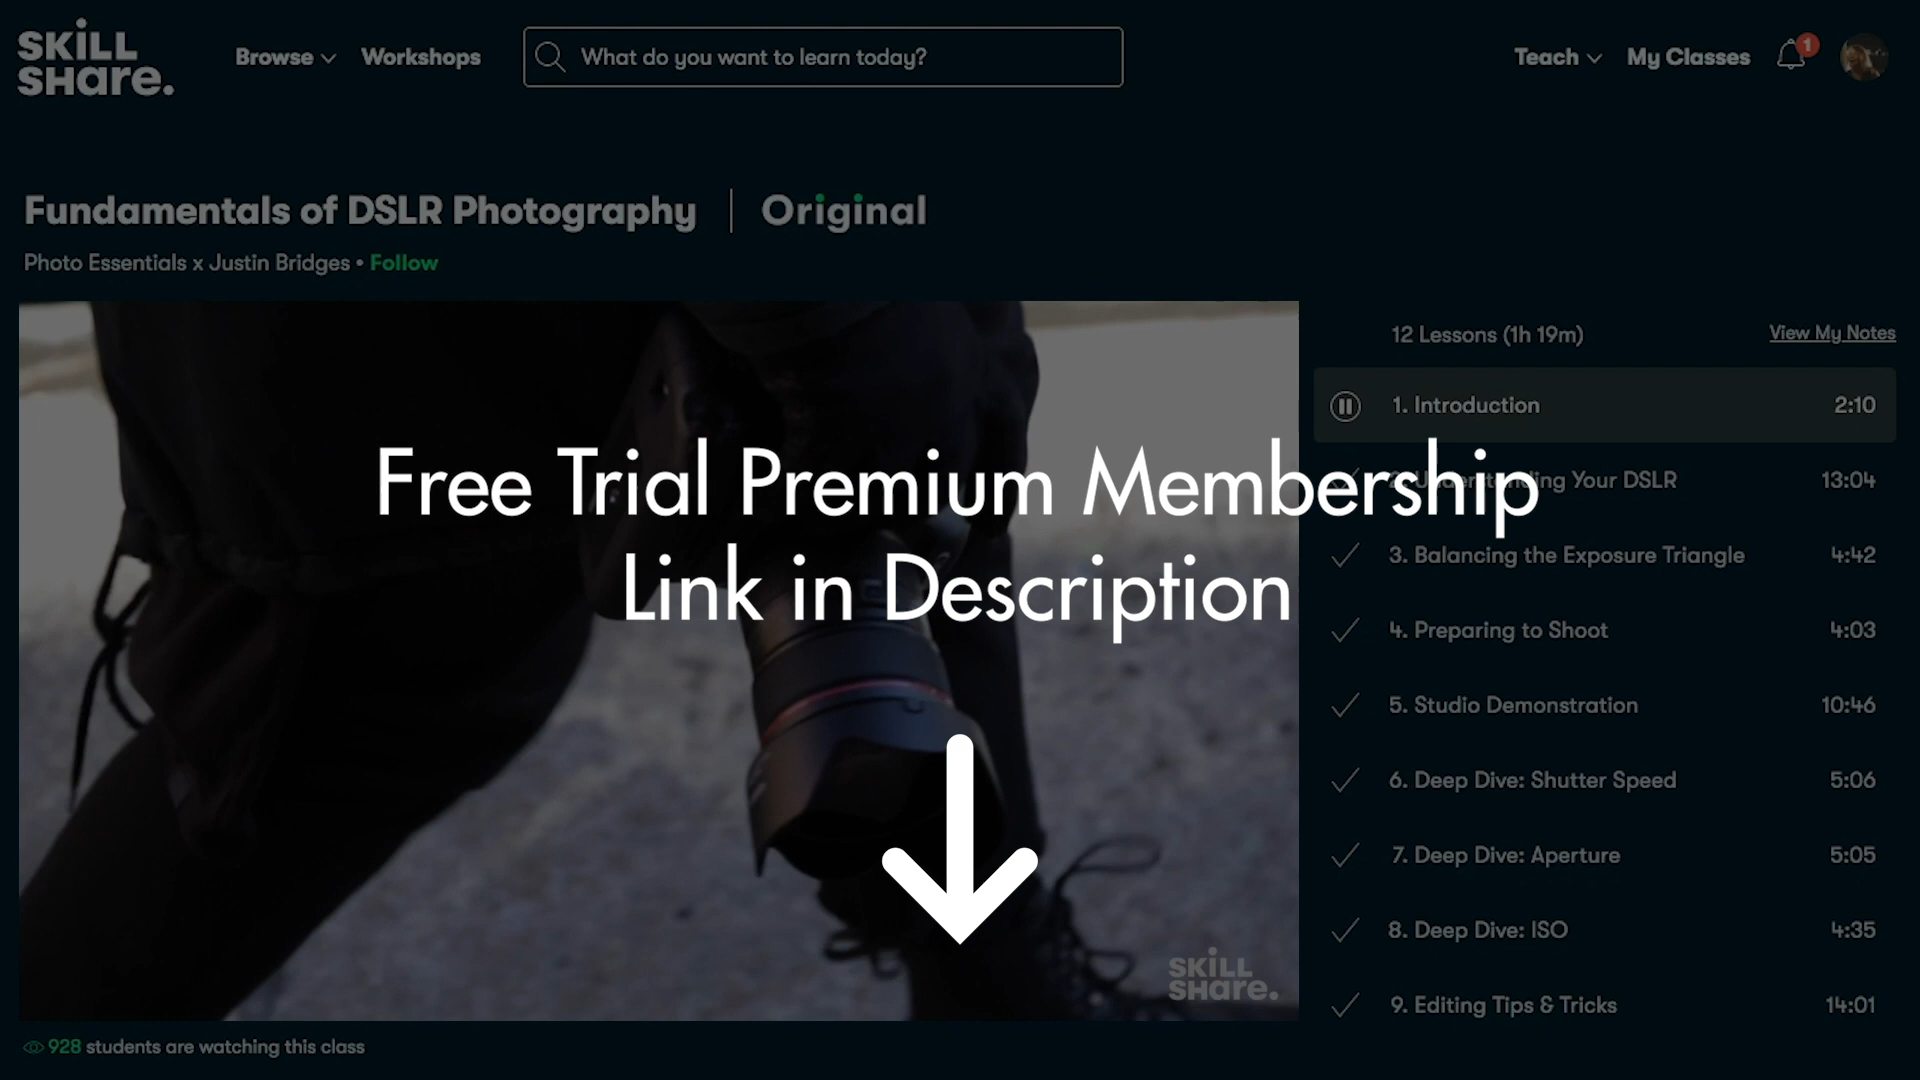 SKILL
SHare.
Browse
Workshops
What do you want to learn today?
Teach
My Classes
1
Fundamentals of DSLR Photography
Original
Photo Essentials x Justin Bridges • Follow
12 Lessons (1h 19m)
View My Notes
1. Introduction 2:10
2. Understanding Your DSLR 13:04
3. Balancing the Exposure Triangle 4:42
4. Preparing to Shoot 4:03
5. Studio Demonstration 10:46
6. Deep Dive: Shutter Speed 5:06
7. Deep Dive: Aperture 5:05
8. Deep Dive: ISO 4:35
9. Editing Tips & Tricks 14:01
Free Trial Premium Membership
Link in Description
SKILL
SHare.
928 students are watching this class